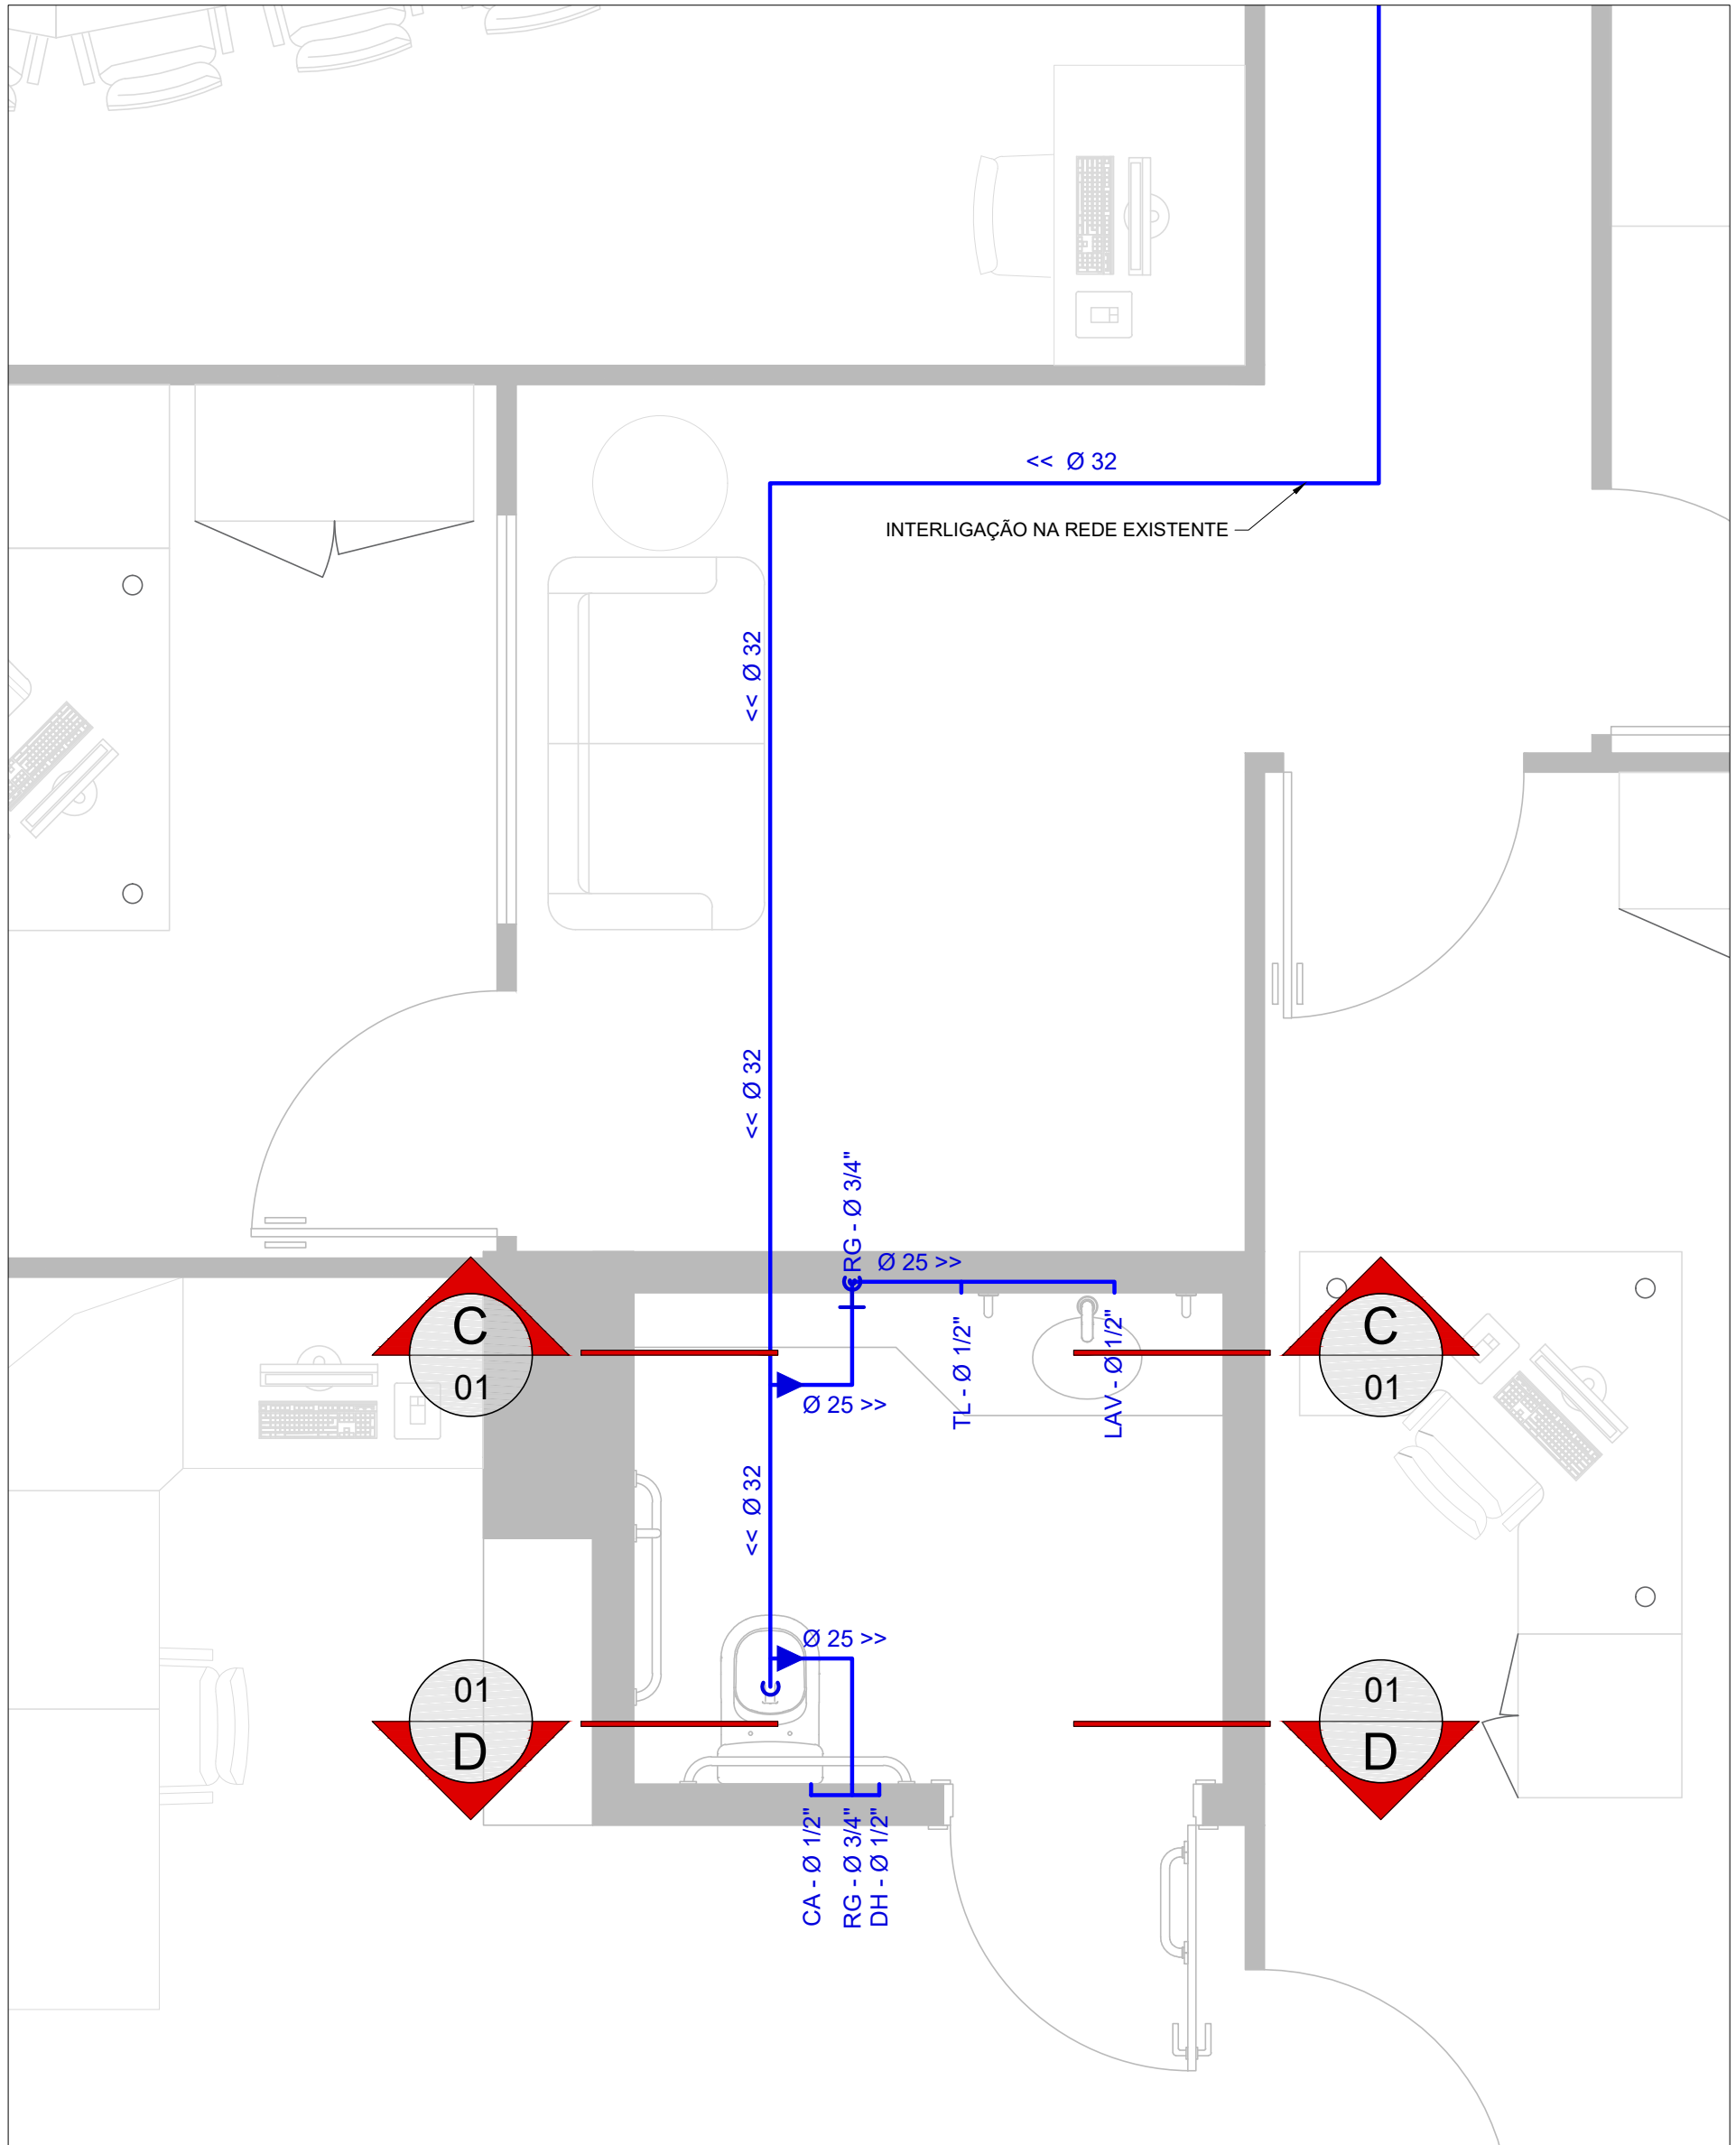 << Ø 32
INTERLIGAÇÃO NA REDE EXISTENTE
<< Ø 32
<< Ø 32
RG - Ø 3/4"
Ø 25 >>
C
01
C
01
TL - Ø 1/2"
LAV - Ø 1/2"
Ø 25 >>
<< Ø 32
Ø 25 >>
01
D
01
D
CA - Ø 1/2"
RG - Ø 3/4"
DH - Ø 1/2"